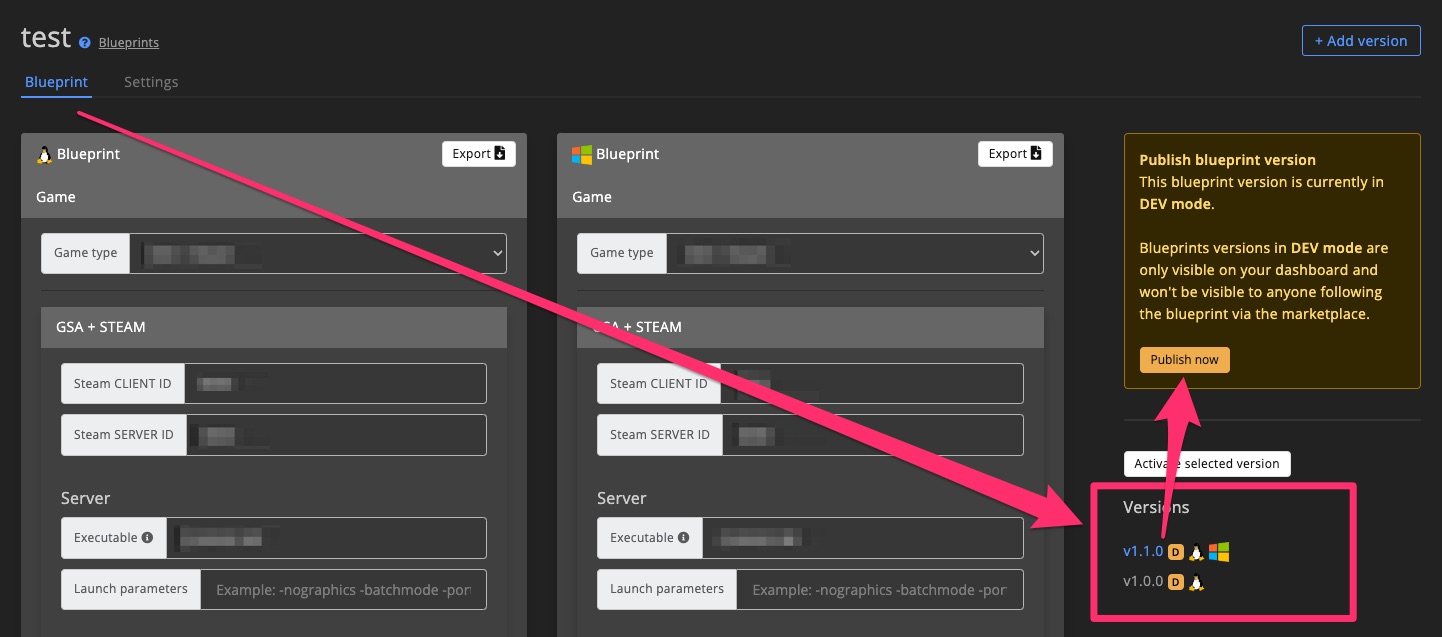 test ? Blueprints
+ Add version
Blueprint Settings
Blueprint
Export
Game
Game type
GSA + STEAM
Steam CLIENT ID
Steam SERVER ID
Server
Executable
Launch parameters
Example: -nographics -batchmode -por
Blueprint
Export
Game
Game type
GSA + STEAM
Steam CLIENT ID
Steam SERVER ID
Server
Executable
Launch parameters
Example: -nographics -batchmode -por
Publish blueprint version
This blueprint version is currently in
DEV mode.
Blueprints versions in DEV mode are
only visible on your dashboard and
won't be visible to anyone following
the blueprint via the marketplace.
Publish now
Activate selected version
Versions
v1.1.0 D
v1.0.0 D